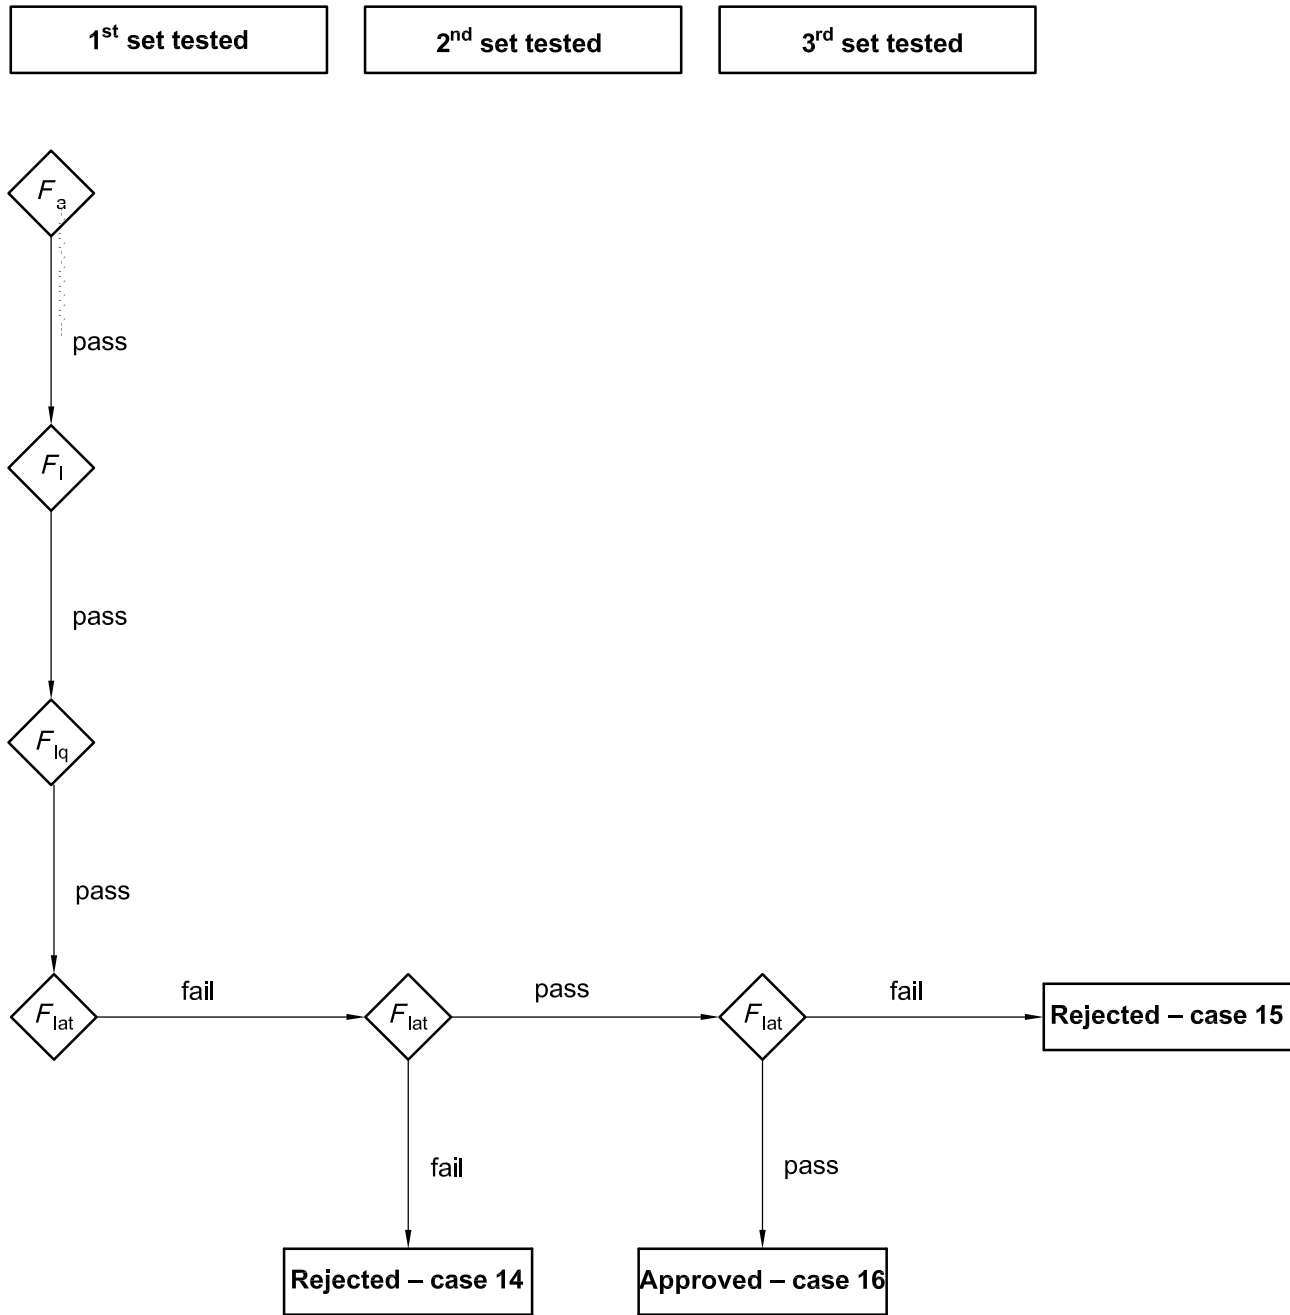 1st set tested
2nd set tested
3rd set tested
Fa
pass
Fl
pass
Flq
pass
Flat
fail
Flat
pass
Flat
fail
Rejected – case 15
fail
pass
Rejected – case 14
Approved – case 16